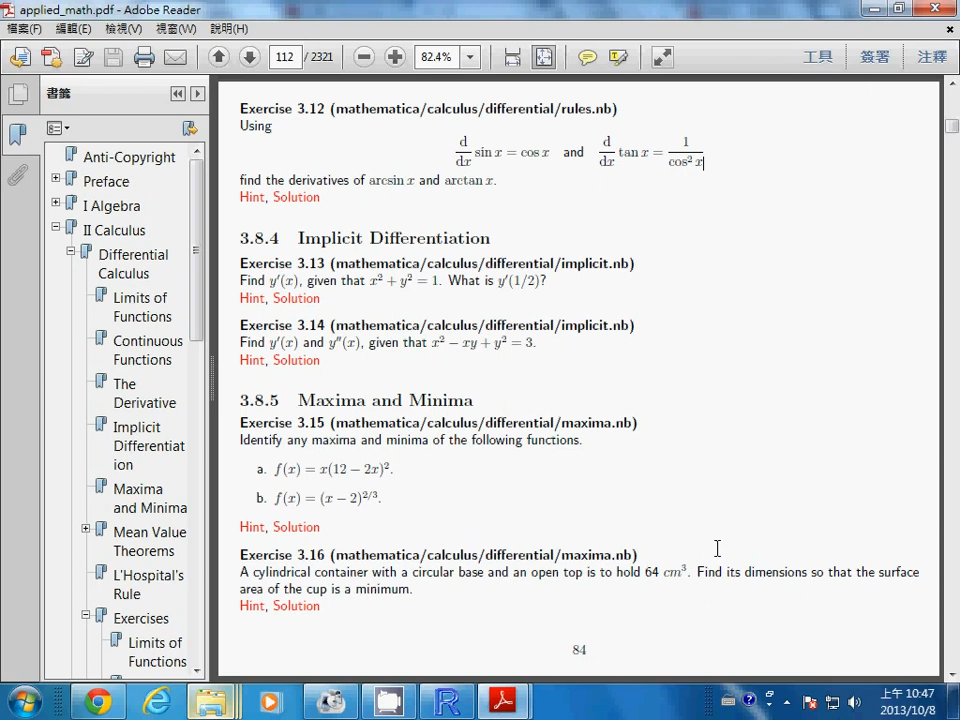 applied_math.pdf - Adobe Reader
檔案(F) 編輯(E) 檢視(V) 視窗(W) 說明(H)
112 / 2321 82.4% 工具 簽署 注釋
書籤
Anti-Copyright
Preface
I Algebra
II Calculus
Differential
Calculus
Limits of
Functions
Continuous
Functions
The
Derivative
Implicit
Differentiat
ion
Maxima
and Minima
Mean Value
Theorems
L'Hospital's
Rule
Exercises
Limits of
Functions
Exercise 3.12 (mathematica/calculus/differential/rules.nb)
Using
d/dx sin x = cos x and d/dx tan x = 1/cos² x
find the derivatives of arcsin x and arctan x.
Hint, Solution
3.8.4 Implicit Differentiation
Exercise 3.13 (mathematica/calculus/differential/implicit.nb)
Find y′(x), given that x² + y² = 1. What is y′(1/2)?
Hint, Solution
Exercise 3.14 (mathematica/calculus/differential/implicit.nb)
Find y′(x) and y″(x), given that x² − xy + y² = 3.
Hint, Solution
3.8.5 Maxima and Minima
Exercise 3.15 (mathematica/calculus/differential/maxima.nb)
Identify any maxima and minima of the following functions.
a. f(x) = x(12 − 2x)².
b. f(x) = (x − 2)^{2/3}.
Hint, Solution
Exercise 3.16 (mathematica/calculus/differential/maxima.nb)
A cylindrical container with a circular base and an open top is to hold 64 cm³. Find its dimensions so that the surface
area of the cup is a minimum.
Hint, Solution
84
上午 10:47
2013/10/8